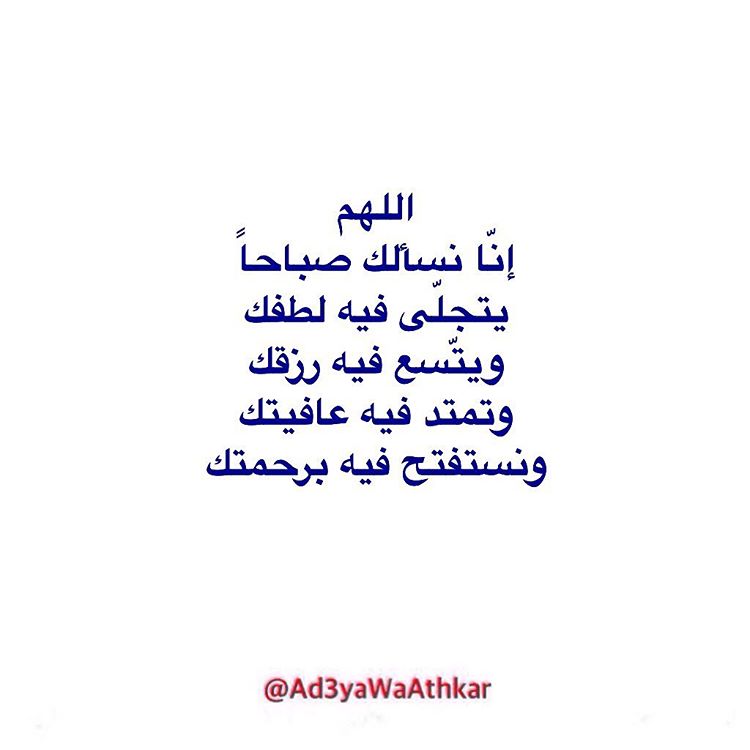 اللهم
إنّا نسألك صباحاً
يتجلّى فيه لطفك
ويتّسع فيه رزقك
وتمتد فيه عافيتك
ونستفتح فيه برحمتك
@Ad3yaWaAthkar